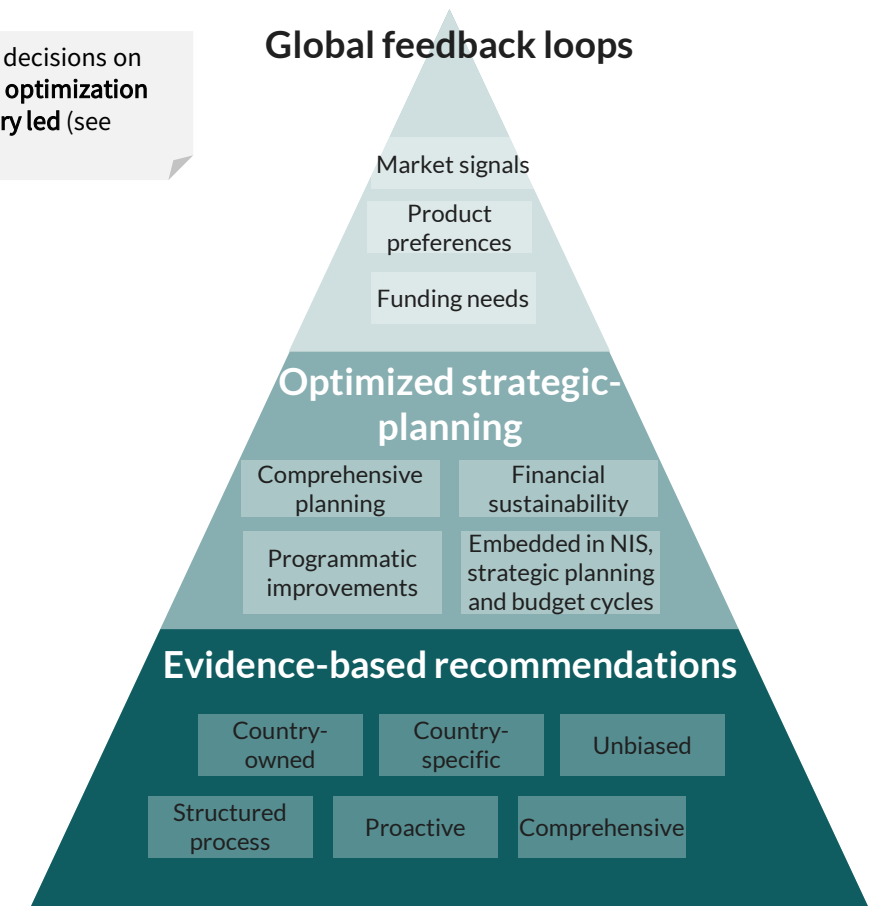 decisions on
optimization
ry led (see
Global feedback loops
Market signals
Product
preferences
Funding needs
Optimized strategic-
planning
Comprehensive
planning
Financial
sustainability
Programmatic
improvements
Embedded in NIS,
strategic planning
and budget cycles
Evidence-based recommendations
Country-
owned
Country-
specific
Unbiased
Structured
process
Proactive
Comprehensive